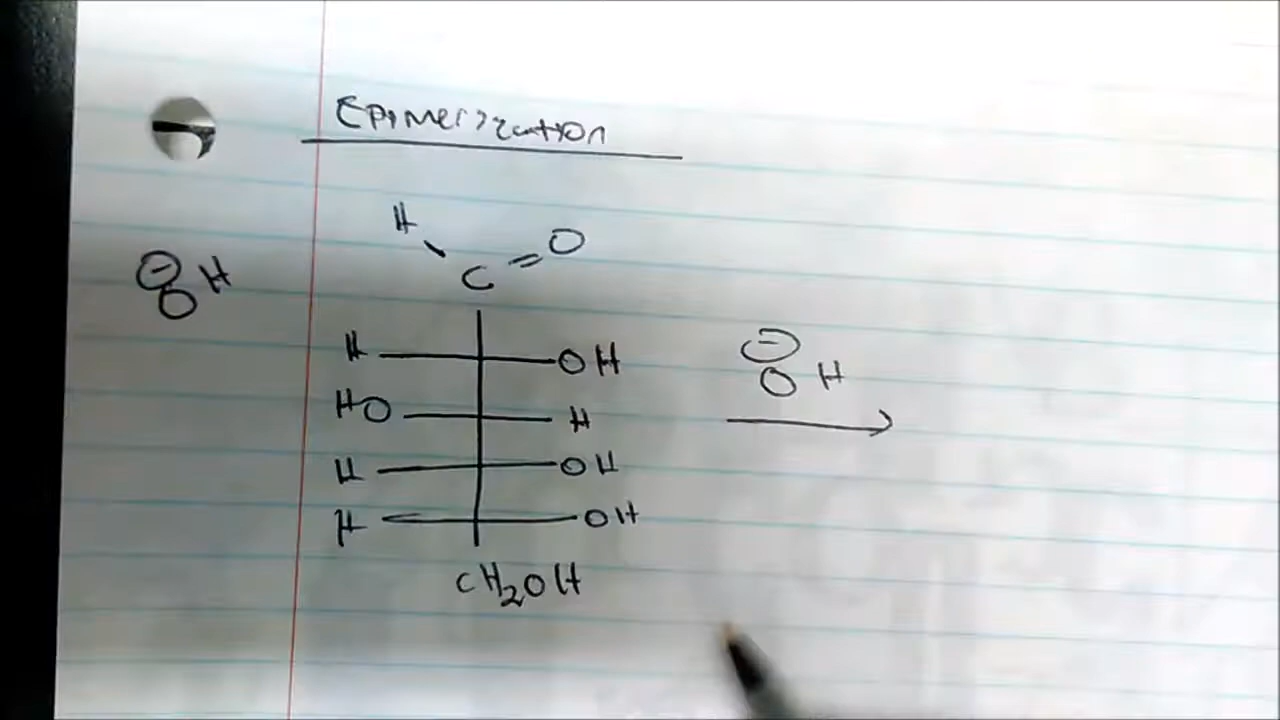 Epimerization
H O
C
⊖
OH
H OH
HO H
H OH
H OH
CH2OH
⊖
OH